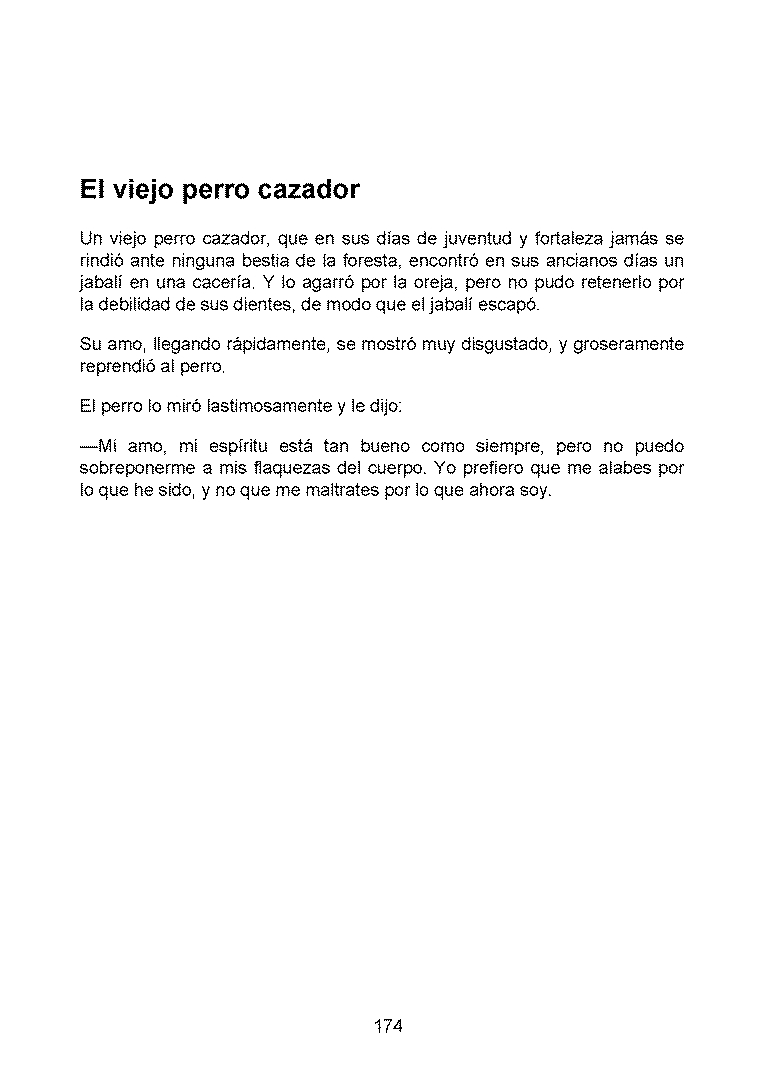 El viejo perro cazador
Un viejo perro cazador, que en sus días de juventud y fortaleza jamás se
rindió ante ninguna bestia de la foresta, encontró en sus ancianos días un
jabalí en una cacería. Y lo agarró por la oreja, pero no pudo retenerlo por
la debilidad de sus dientes, de modo que el jabalí escapó.
Su amo, llegando rápidamente, se mostró muy disgustado, y groseramente
reprendió al perro.
El perro lo miró lastimosamente y le dijo:
—Mi amo, mi espíritu está tan bueno como siempre, pero no puedo
sobreponerme a mis flaquezas del cuerpo. Yo prefiero que me alabes por
lo que he sido, y no que me maltrates por lo que ahora soy.
174